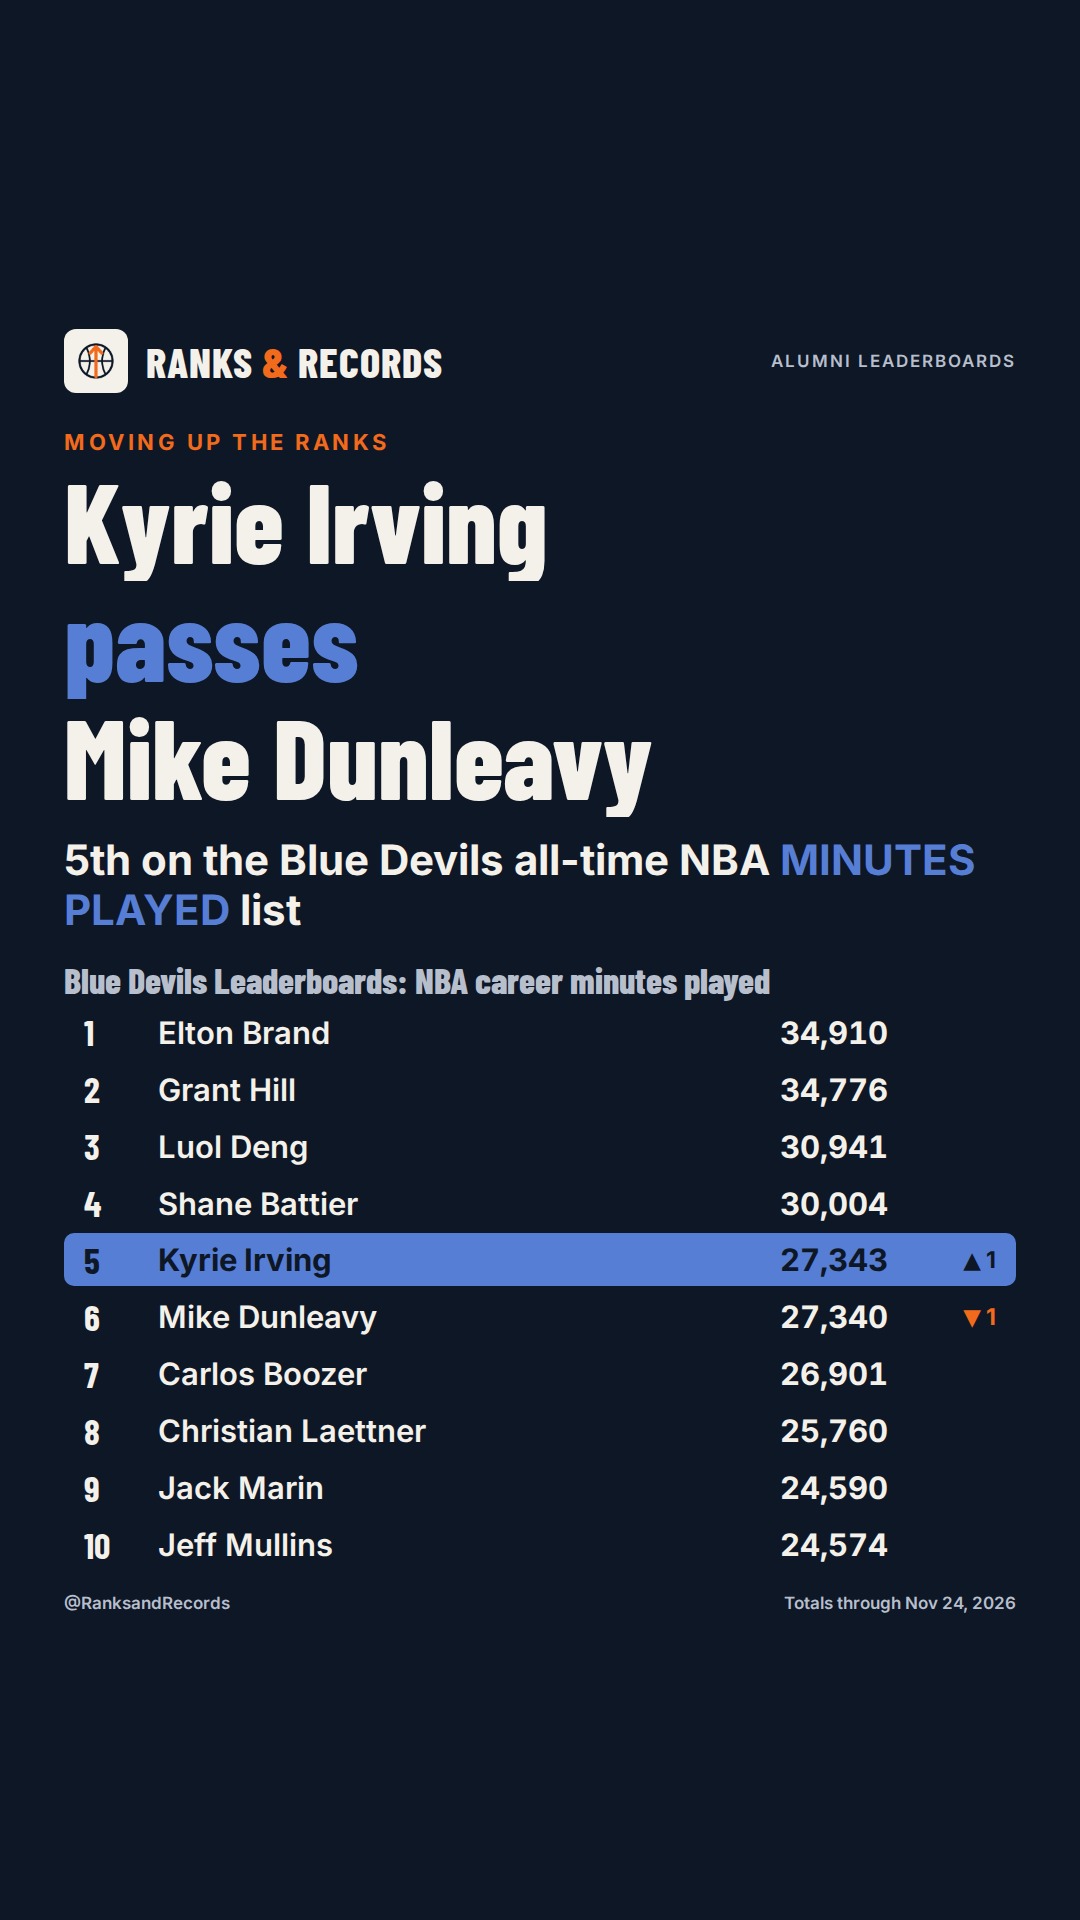 RANKS & RECORDS
ALUMNI LEADERBOARDS
MOVING UP THE RANKS
Kyrie Irving
passes
Mike Dunleavy
5th on the Blue Devils all-time NBA MINUTES
PLAYED list
Blue Devils Leaderboards: NBA career minutes played
1 Elton Brand 34,910
2 Grant Hill 34,776
3 Luol Deng 30,941
4 Shane Battier 30,004
5 Kyrie Irving 27,343 ▲1
6 Mike Dunleavy 27,340 ▼1
7 Carlos Boozer 26,901
8 Christian Laettner 25,760
9 Jack Marin 24,590
10 Jeff Mullins 24,574
@RanksandRecords
Totals through Nov 24, 2026